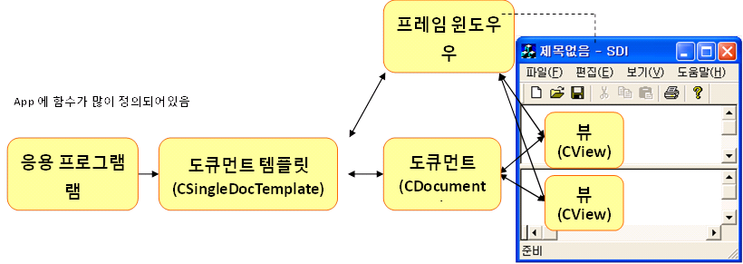 프레임 윈도우
우
제목없음 - SDI
파일(F) 편집(E) 보기(V) 도움말(H)
App 에 함수가 많이 정의되어있음
응용 프로그램
램
도큐먼트 템플릿
(CSingleDocTemplate)
도큐먼트
(CDocument
뷰
(CView)
뷰
(CView)
준비